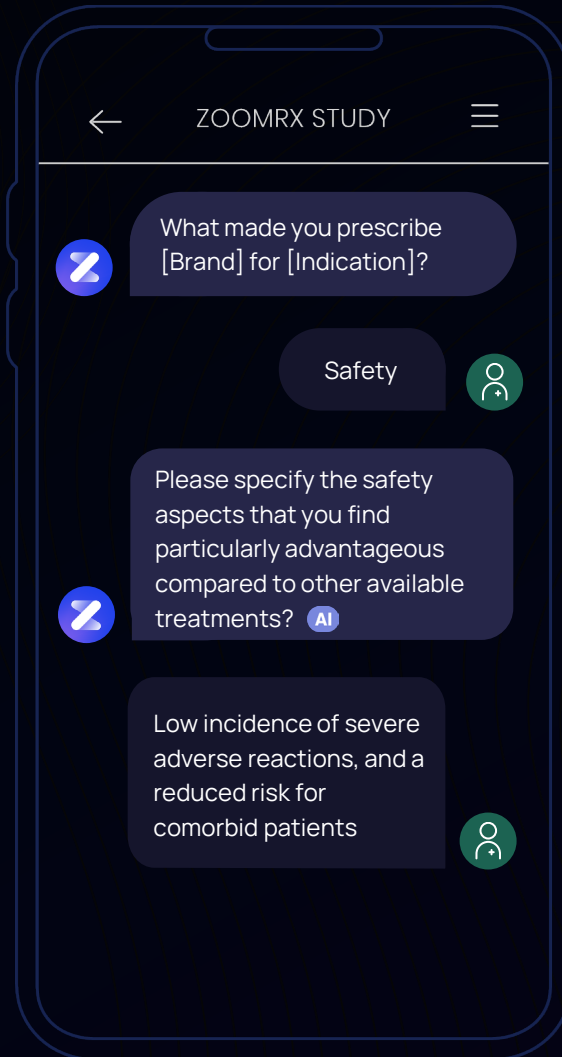 ZOOMRX STUDY
What made you prescribe
[Brand] for [Indication]?
Safety
Please specify the safety
aspects that you find
particularly advantageous
compared to other available
treatments? AI
Low incidence of severe
adverse reactions, and a
reduced risk for
comorbid patients